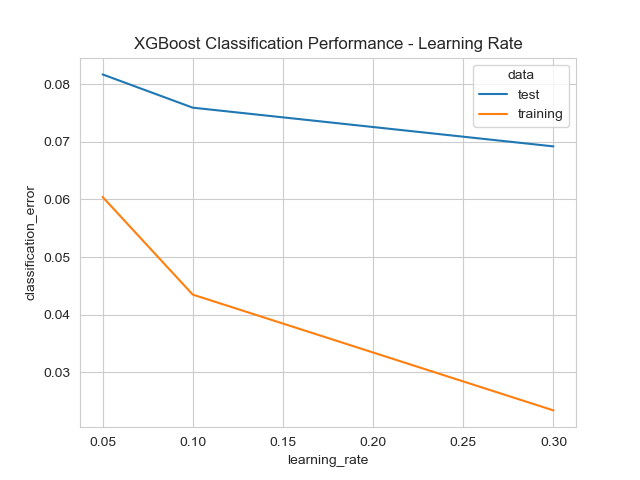 XGBoost Classification Performance - Learning Rate
data
test
training
0.08
0.07
0.06
0.05
0.04
0.03
classification_error
0.05 0.10 0.15 0.20 0.25 0.30
learning_rate